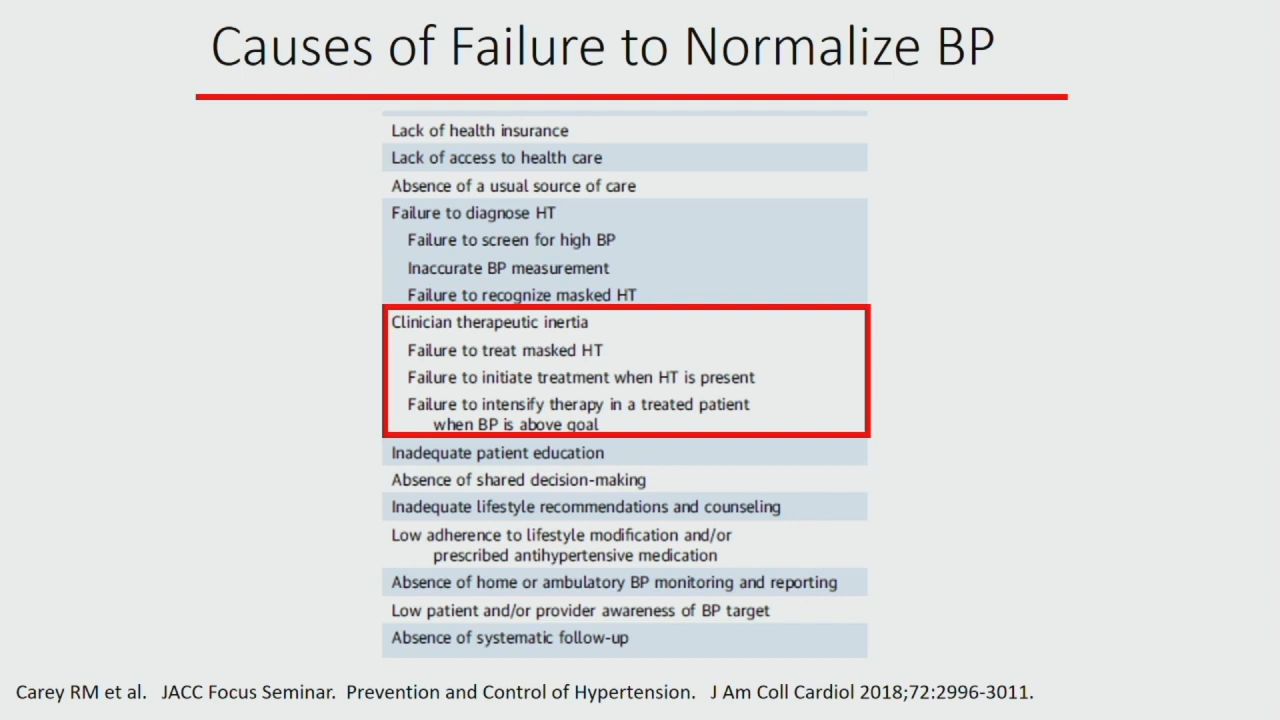 Causes of Failure to Normalize BP
Lack of health insurance
Lack of access to health care
Absence of a usual source of care
Failure to diagnose HT
Failure to screen for high BP
Inaccurate BP measurement
Failure to recognize masked HT
Clinician therapeutic inertia
Failure to treat masked HT
Failure to initiate treatment when HT is present
Failure to intensify therapy in a treated patient
when BP is above goal
Inadequate patient education
Absence of shared decision-making
Inadequate lifestyle recommendations and counseling
Low adherence to lifestyle modification and/or
prescribed antihypertensive medication
Absence of home or ambulatory BP monitoring and reporting
Low patient and/or provider awareness of BP target
Absence of systematic follow-up
Carey RM et al. JACC Focus Seminar. Prevention and Control of Hypertension. J Am Coll Cardiol 2018;72:2996-3011.